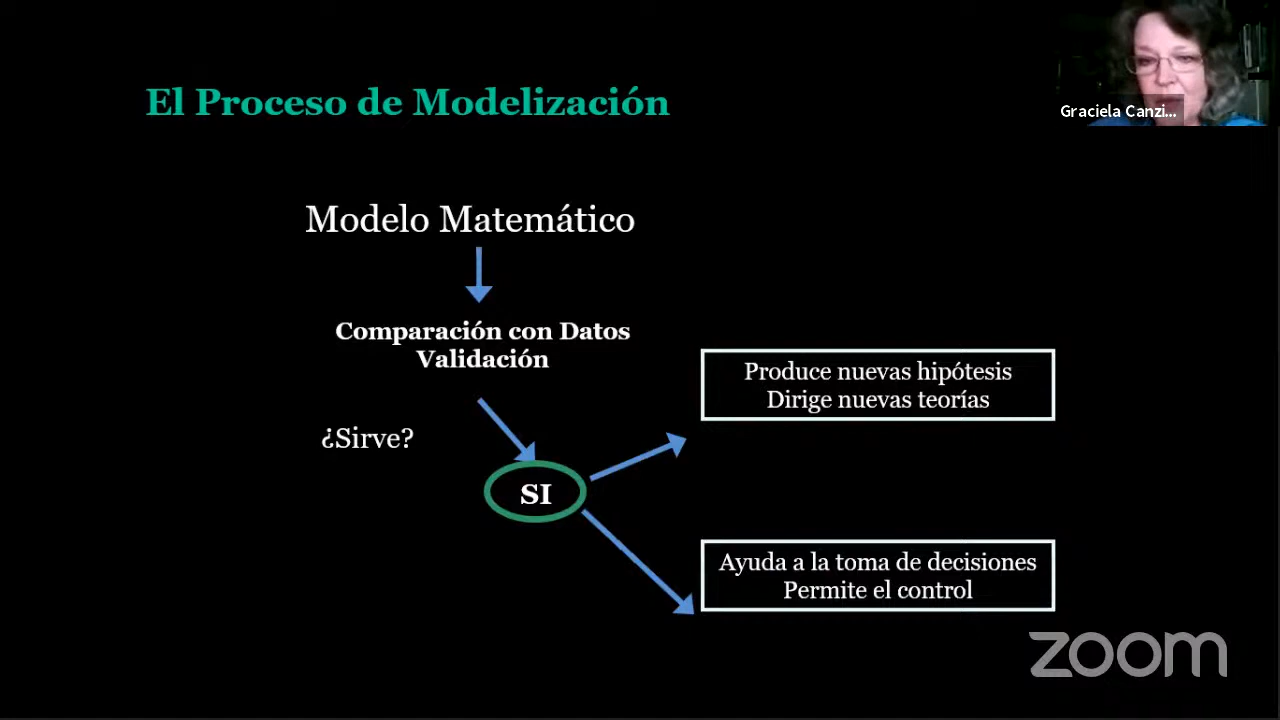 El Proceso de Modelización
Graciela Canzi...
Modelo Matemático
Comparación con Datos
Validación
Produce nuevas hipótesis
Dirige nuevas teorías
¿Sirve?
SI
Ayuda a la toma de decisiones
Permite el control
zoom